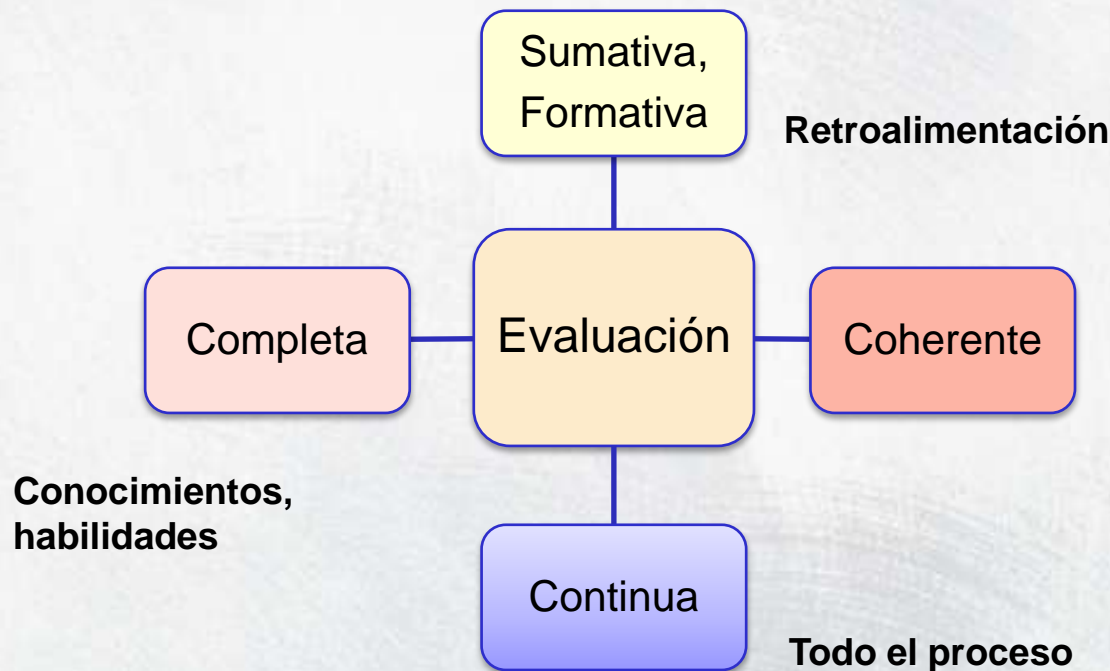 Sumativa,
Formativa
Retroalimentación
Completa
Evaluación
Coherente
Conocimientos,
habilidades
Continua
Todo el proceso